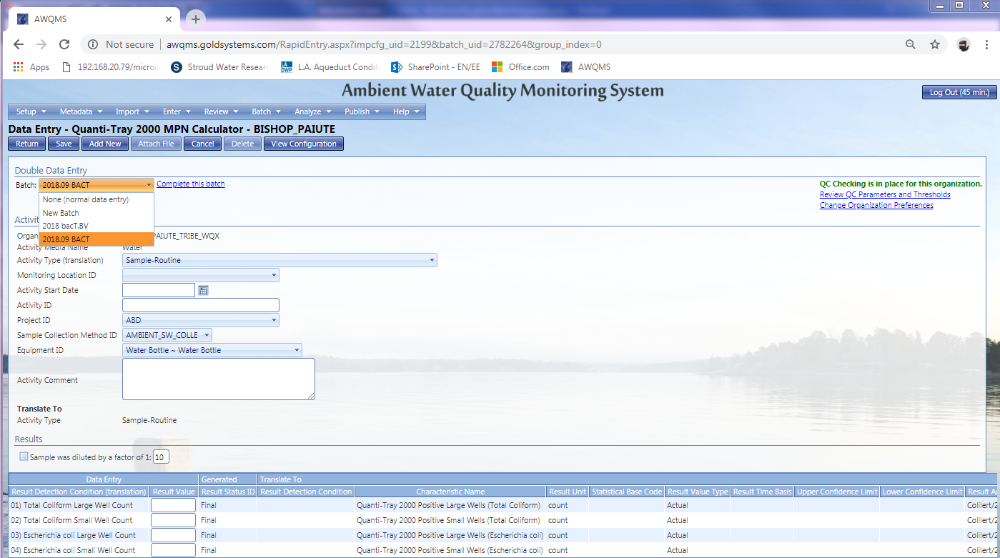 AWQMS
Not secure | awqms.goldsystems.com/RapidEntry.aspx?impcfg_uid=2199&batch_uid=2782264&group_index=0
Apps 192.168.20.79/micro Stroud Water Resear L.A. Aqueduct Condit SharePoint - EN/EE Office.com AWQMS
Ambient Water Quality Monitoring System
Log Out (45 min.)
Setup Metadata Import Enter Review Batch Analyze Publish Help
Data Entry - Quanti-Tray 2000 MPN Calculator - BISHOP_PAIUTE
Return Save Add New Attach File Cancel Delete View Configuration
Double Data Entry
Batch: 2018.09 BACT Complete this batch
QC Checking is in place for this organization.
Review QC Parameters and Thresholds
Change Organization Preferences
None (normal data entry)
New Batch
2018 bacT.BV
2018.09 BACT
Activit
Organ PAIUTE_TRIBE_WQX
Activity Media Name Water
Activity Type (translation) Sample-Routine
Monitoring Location ID
Activity Start Date
Activity ID
Project ID ABD
Sample Collection Method ID AMBIENT_SW_COLLE
Equipment ID Water Bottle ~ Water Bottle
Activity Comment
Translate To
Activity Type Sample-Routine
Results
Sample was diluted by a factor of 1: 10
Data Entry Generated Translate To
Result Detection Condition (translation) Result Value Result Status ID Result Detection Condition Characteristic Name Result Unit Statistical Base Code Result Value Type Result Time Basis Upper Confidence Limit Lower Confidence Limit Result A
01) Total Coliform Large Well Count Final Quanti-Tray 2000 Positive Large Wells (Total Coliform) count Actual Colilert/2
02) Total Coliform Small Well Count Final Quanti-Tray 2000 Positive Small Wells (Total Coliform) count Actual Colilert/2
03) Escherichia coli Large Well Count Final Quanti-Tray 2000 Positive Large Wells (Escherichia coli) count Actual Colilert/2
04) Escherichia coli Small Well Count Final Quanti-Tray 2000 Positive Small Wells (Escherichia coli) count Actual Colilert/2